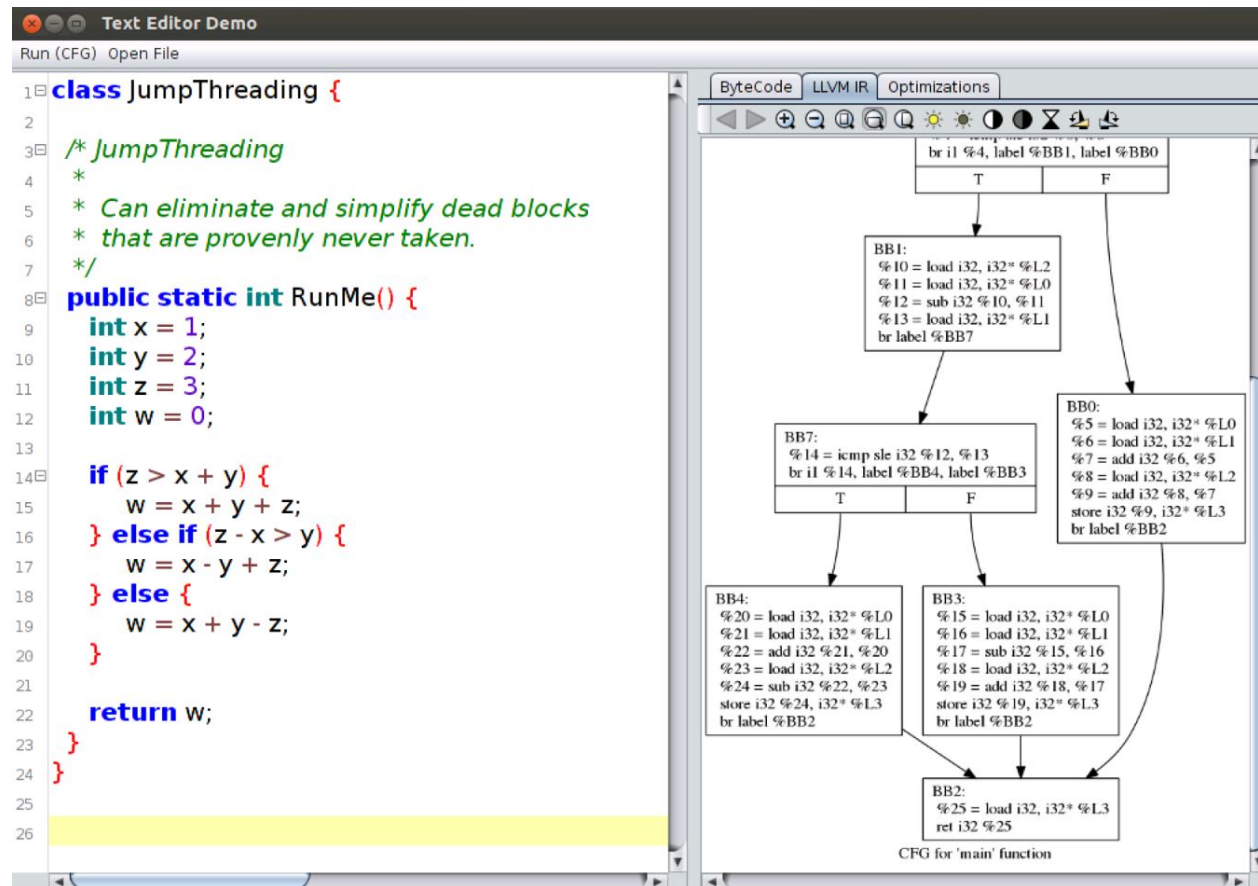 Text Editor Demo
Run (CFG) Open File
1 class JumpThreading {
2
3 /* JumpThreading
4 *
5 * Can eliminate and simplify dead blocks
6 * that are provenly never taken.
7 */
8 public static int RunMe() {
9 int x = 1;
10 int y = 2;
11 int z = 3;
12 int w = 0;
13
14 if (z > x + y) {
15 w = x + y + z;
16 } else if (z - x > y) {
17 w = x - y + z;
18 } else {
19 w = x + y - z;
20 }
21
22 return w;
23 }
24 }
25
26
ByteCode LLVM IR Optimizations
br i1 %4, label %BB1, label %BB0
T F
BB1:
%10 = load i32, i32* %L2
%11 = load i32, i32* %L0
%12 = sub i32 %10, %11
%13 = load i32, i32* %L1
br label %BB7
BB0:
%5 = load i32, i32* %L0
%6 = load i32, i32* %L1
%7 = add i32 %6, %5
%8 = load i32, i32* %L2
%9 = add i32 %8, %7
store i32 %9, i32* %L3
br label %BB2
BB7:
%14 = icmp sle i32 %12, %13
br i1 %14, label %BB4, label %BB3
T F
BB4:
%20 = load i32, i32* %L0
%21 = load i32, i32* %L1
%22 = add i32 %21, %20
%23 = load i32, i32* %L2
%24 = sub i32 %22, %23
store i32 %24, i32* %L3
br label %BB2
BB3:
%15 = load i32, i32* %L0
%16 = load i32, i32* %L1
%17 = sub i32 %15, %16
%18 = load i32, i32* %L2
%19 = add i32 %18, %17
store i32 %19, i32* %L3
br label %BB2
BB2:
%25 = load i32, i32* %L3
ret i32 %25
CFG for 'main' function